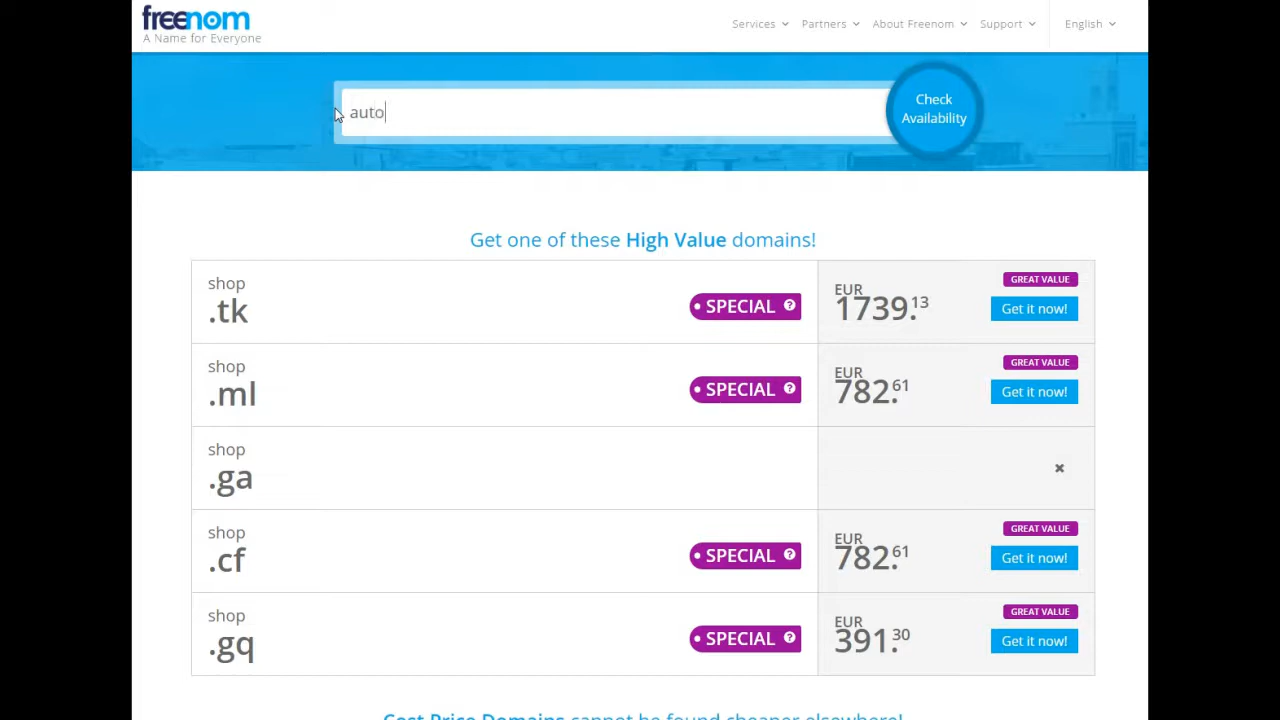 freenom
A Name for Everyone
Services Partners About Freenom Support English
auto
Check
Availability
Get one of these High Value domains!
shop
.tk
SPECIAL ?
EUR
1739.13
GREAT VALUE
Get it now!
shop
.ml
SPECIAL ?
EUR
782.61
GREAT VALUE
Get it now!
shop
.ga
shop
.cf
SPECIAL ?
EUR
782.61
GREAT VALUE
Get it now!
shop
.gq
SPECIAL ?
EUR
391.30
GREAT VALUE
Get it now!
Cost Price Domains cannot be found cheaper elsewhere!